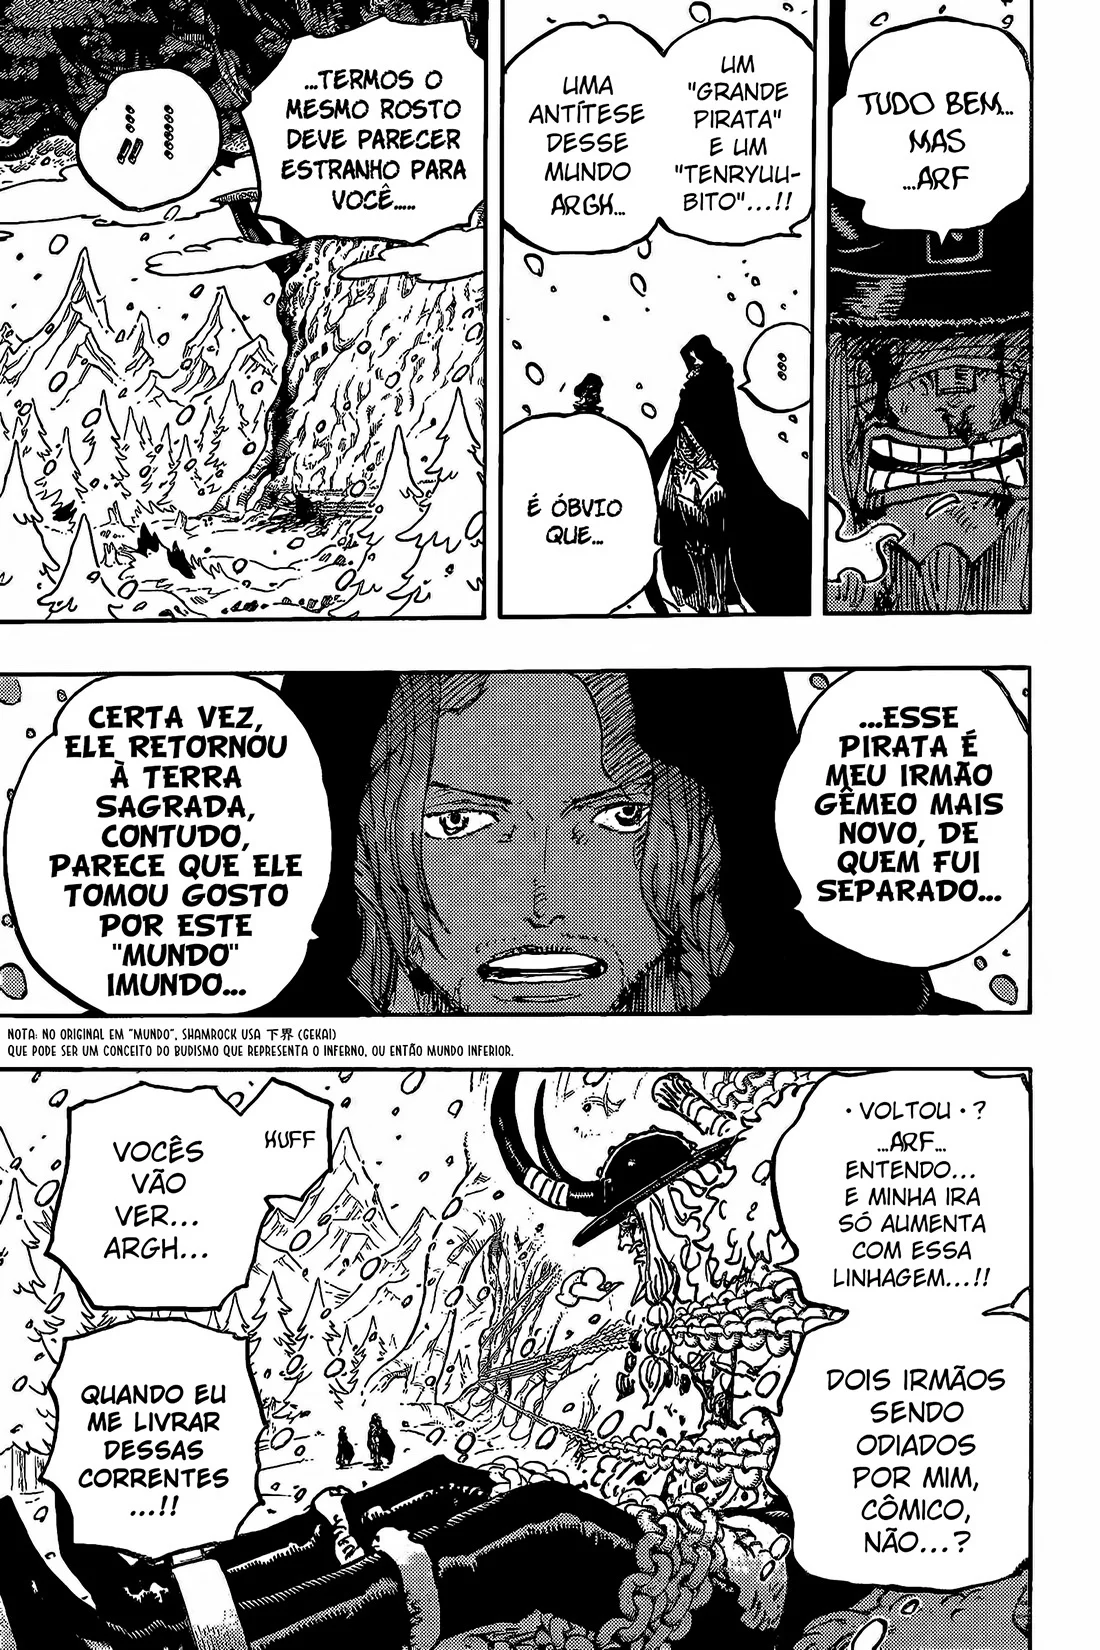 TUDO BEM...
MAS
...ARF
UM
"GRANDE
PIRATA"
E UM
"TENRYUU-
BITO"...!!
UMA
ANTÍTESE
DESSE
MUNDO
ARGH...
...
É ÓBVIO
QUE...
...TERMOS O
MESMO ROSTO
DEVE PARECER
ESTRANHO PARA
VOCÊ.....
...ESSE
PIRATA É
MEU IRMÃO
GÊMEO MAIS
NOVO, DE
QUEM FUI
SEPARADO...
CERTA VEZ,
ELE RETORNOU
À TERRA
SAGRADA,
CONTUDO,
PARECE QUE ELE
TOMOU GOSTO
POR ESTE
"MUNDO"
IMUNDO...
NOTA: NO ORIGINAL EM "MUNDO", SHAMROCK USA 下界 (GEKAI)
QUE PODE SER UM CONCEITO DO BUDISMO QUE REPRESENTA O INFERNO, OU ENTÃO MUNDO INFERIOR.
• VOLTOU • ?
...ARF...
ENTENDO...
E MINHA IRA
SÓ AUMENTA
COM ESSA
LINHAGEM...!!
DOIS IRMÃOS
SENDO
ODIADOS
POR MIM,
CÔMICO,
NÃO...?
HUFF
VOCÊS
VÃO
VER...
ARGH...
QUANDO EU
ME LIVRAR
DESSAS
CORRENTES
...!!